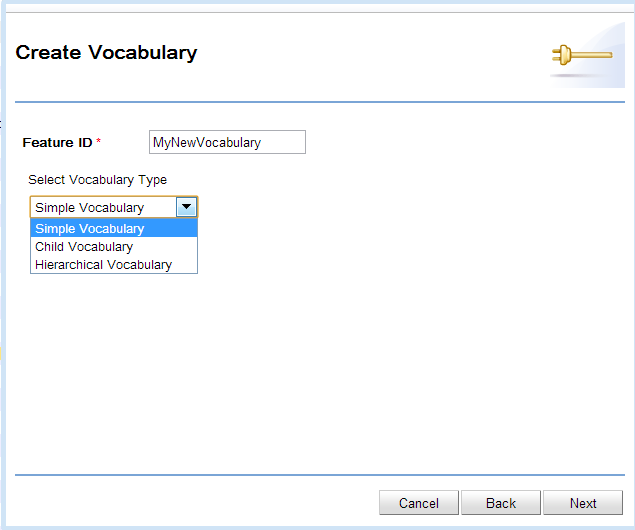 Create Vocabulary
Feature ID * MyNewVocabulary
Select Vocabulary Type
Simple Vocabulary
Simple Vocabulary
Child Vocabulary
Hierarchical Vocabulary
Cancel Back Next